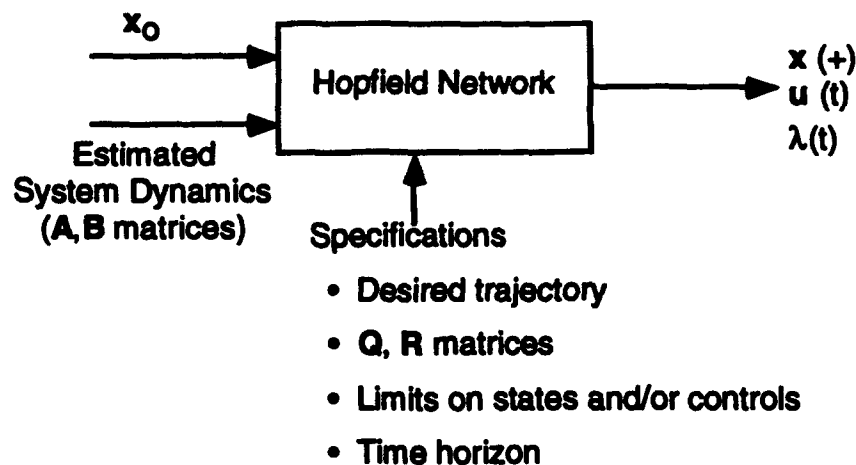 x₀
Hopfield Network
x (+)
u (t)
λ(t)
Estimated
System Dynamics
(A, B matrices)
Specifications
• Desired trajectory
• Q, R matrices
• Limits on states and/or controls
• Time horizon